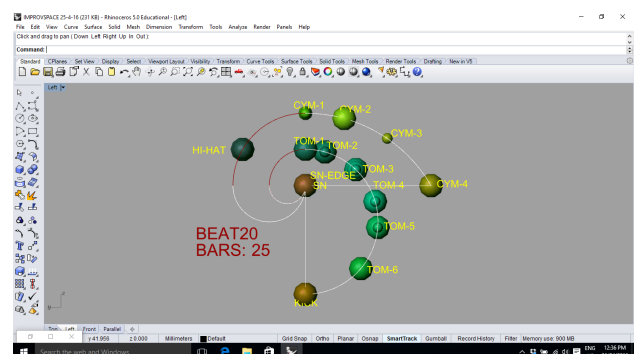 IMPROVSPACE 25-4-16 (231 KB) - Rhinoceros 5.0 Educational - [Left]
File Edit View Curve Surface Solid Mesh Dimension Transform Tools Analyze Render Panels Help
Click and drag to pan ( Down Left Right Up In Out ):
Command:
Standard CPlanes Set View Display Select Viewport Layout Visibility Transform Curve Tools Surface Tools Solid Tools Mesh Tools Render Tools Drafting New in V5
Left
CYM-1
CYM-2
CYM-3
HI-HAT
TOM-1
TOM-2
TOM-3
SN-EDGE
SN
TOM-4
CYM-4
BEAT20
BARS: 25
TOM-5
TOM-6
KICK
Top Left Front Parallel
y 41.956 z 0.000 Millimeters Default Grid Snap Ortho Planar Osnap SmartTrack Gumball Record History Filter Memory use: 900 MB
Search the web and Windows
ENG 12:36 PM